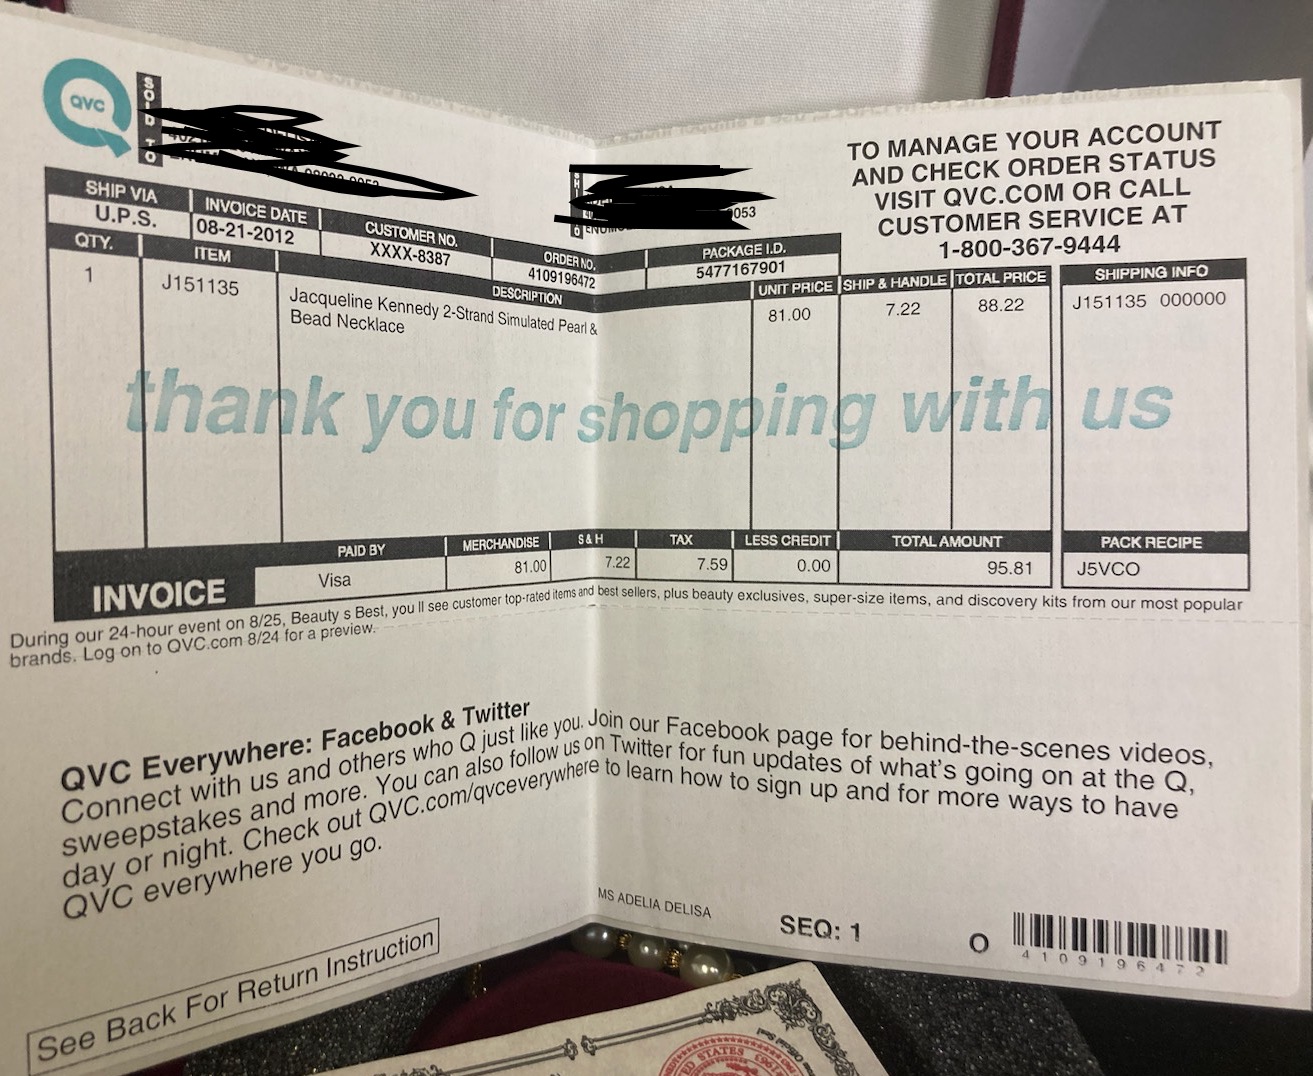 QVC
SOLD TO
TO MANAGE YOUR ACCOUNT
AND CHECK ORDER STATUS
VISIT QVC.COM OR CALL
CUSTOMER SERVICE AT
1-800-367-9444
053
SHIP VIA INVOICE DATE CUSTOMER NO. ORDER NO. PACKAGE I.D.
U.P.S. 08-21-2012 XXXX-8387 4109196472 5477167901
QTY. ITEM DESCRIPTION UNIT PRICE SHIP & HANDLE TOTAL PRICE SHIPPING INFO
1 J151135 Jacqueline Kennedy 2-Strand Simulated Pearl & 81.00 7.22 88.22 J151135 000000
Bead Necklace
thank you for shopping with us
PAID BY MERCHANDISE S & H TAX LESS CREDIT TOTAL AMOUNT PACK RECIPE
INVOICE Visa 81.00 7.22 7.59 0.00 95.81 J5VCO
During our 24-hour event on 8/25, Beauty s Best, you ll see customer top-rated items and best sellers, plus beauty exclusives, super-size items, and discovery kits from our most popular
brands. Log on to QVC.com 8/24 for a preview.
QVC Everywhere: Facebook & Twitter
Connect with us and others who Q just like you. Join our Facebook page for behind-the-scenes videos,
sweepstakes and more. You can also follow us on Twitter for fun updates of what's going on at the Q,
day or night. Check out QVC.com/qvceverywhere to learn how to sign up and for more ways to have
QVC everywhere you go.
MS ADELIA DELISA
SEQ: 1
O
4109196472
See Back For Return Instruction
STATES